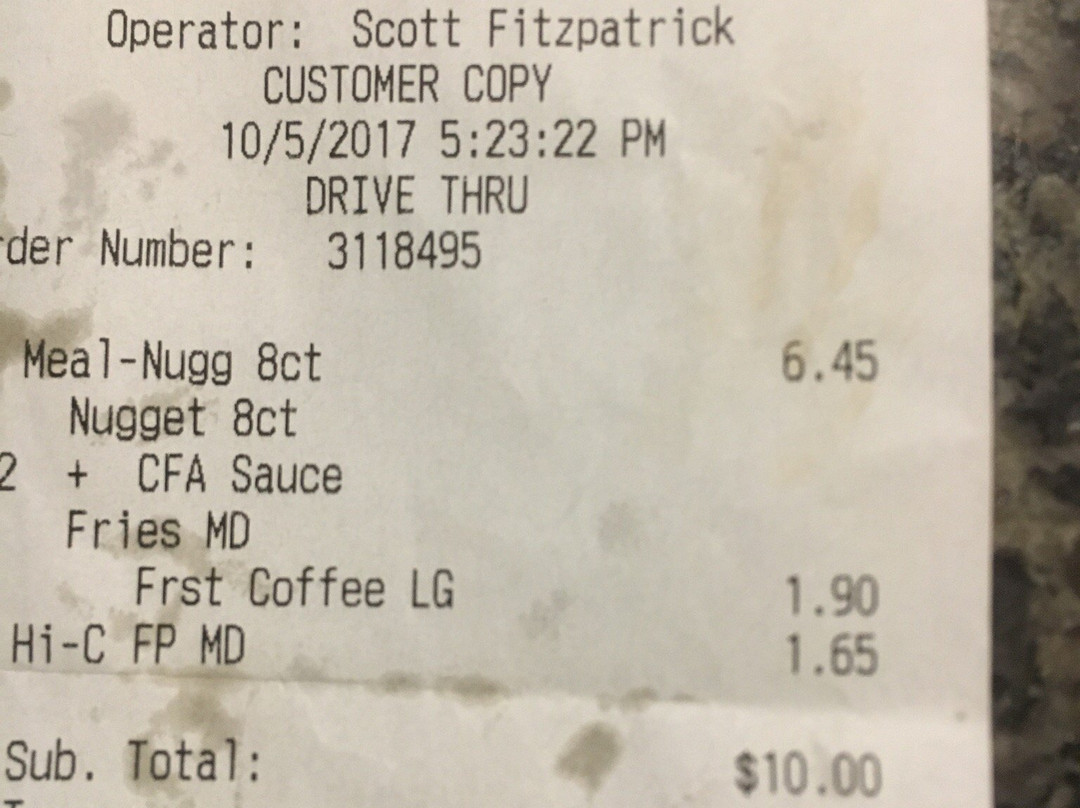 Operator: Scott Fitzpatrick
CUSTOMER COPY
10/5/2017 5:23:22 PM
DRIVE THRU
rder Number: 3118495
Meal-Nugg 8ct 6.45
Nugget 8ct
2 + CFA Sauce
Fries MD
Frst Coffee LG 1.90
Hi-C FP MD 1.65
Sub. Total: $10.00